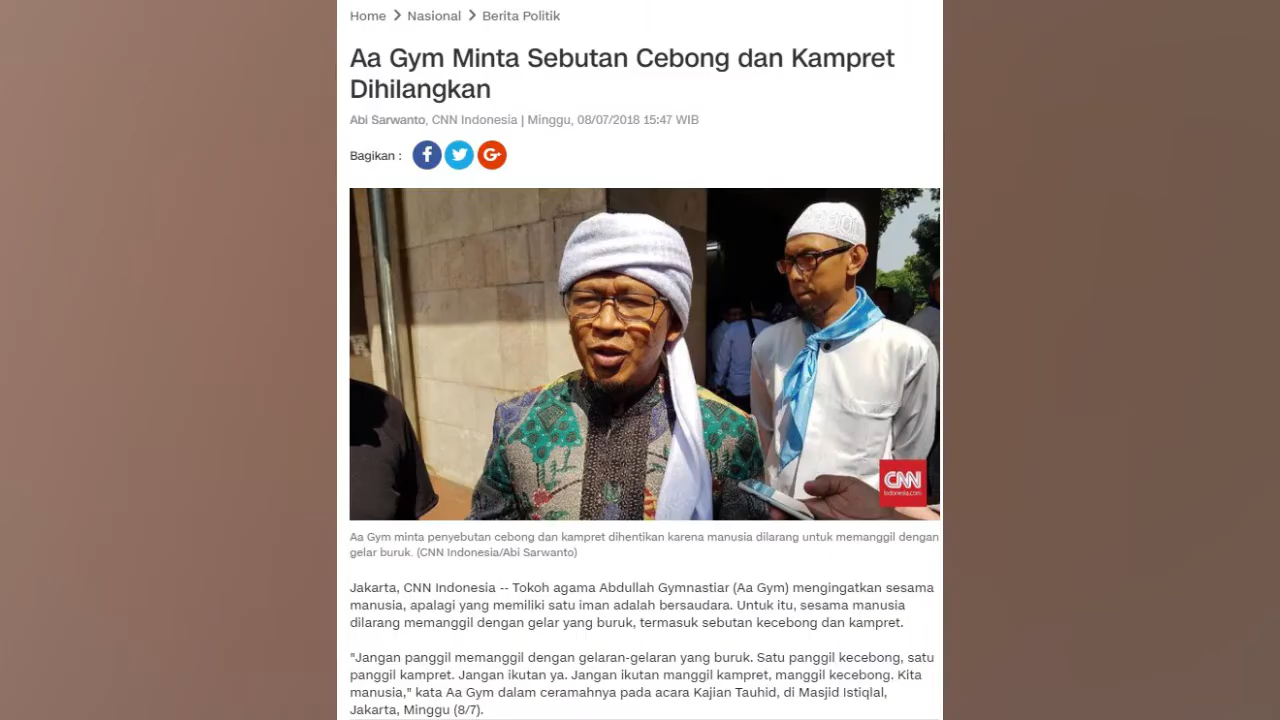 Home > Nasional > Berita Politik
Aa Gym Minta Sebutan Cebong dan Kampret
Dihilangkan
Abi Sarwanto, CNN Indonesia | Minggu, 08/07/2018 15:47 WIB
Bagikan :
CNN
Indonesia.com
Aa Gym minta penyebutan cebong dan kampret dihentikan karena manusia dilarang untuk memanggil dengan
gelar buruk. (CNN Indonesia/Abi Sarwanto)
Jakarta, CNN Indonesia -- Tokoh agama Abdullah Gymnastiar (Aa Gym) mengingatkan sesama
manusia, apalagi yang memiliki satu iman adalah bersaudara. Untuk itu, sesama manusia
dilarang memanggil dengan gelar yang buruk, termasuk sebutan kecebong dan kampret.
"Jangan panggil memanggil dengan gelaran-gelaran yang buruk. Satu panggil kecebong, satu
panggil kampret. Jangan ikutan ya. Jangan ikutan manggil kampret, manggil kecebong. Kita
manusia," kata Aa Gym dalam ceramahnya pada acara Kajian Tauhid, di Masjid Istiqlal,
Jakarta, Minggu (8/7).